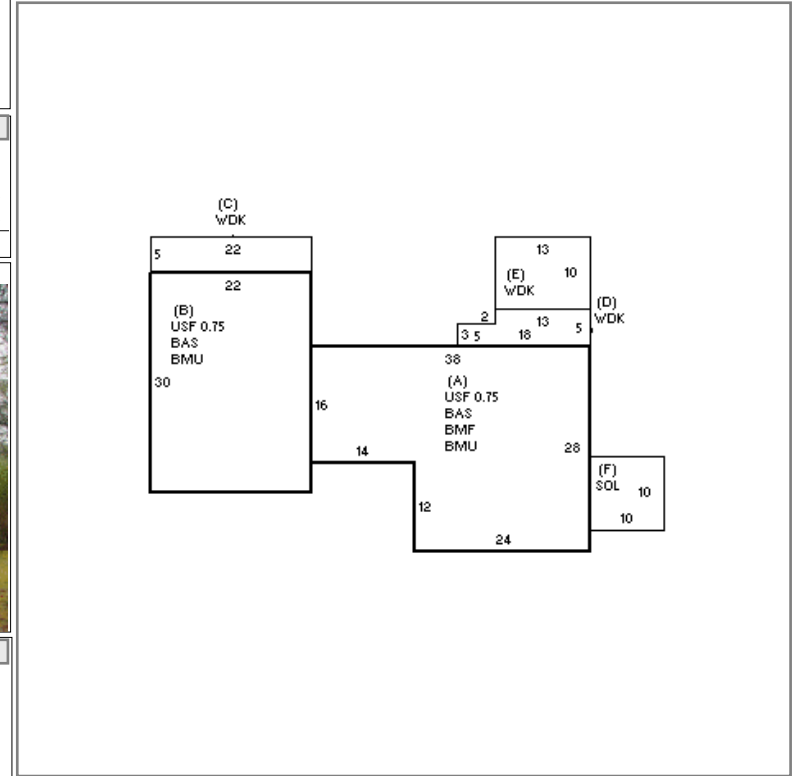 (C)
WDK
5
22
22
(B)
USF 0.75
BAS
BMU
30
13
(E)
10
WDK
(D)
WDK
2
13
3 5
18
5
38
(A)
USF 0.75
BAS
BMF
BMU
16
14
28
12
24
(F)
SOL
10
10